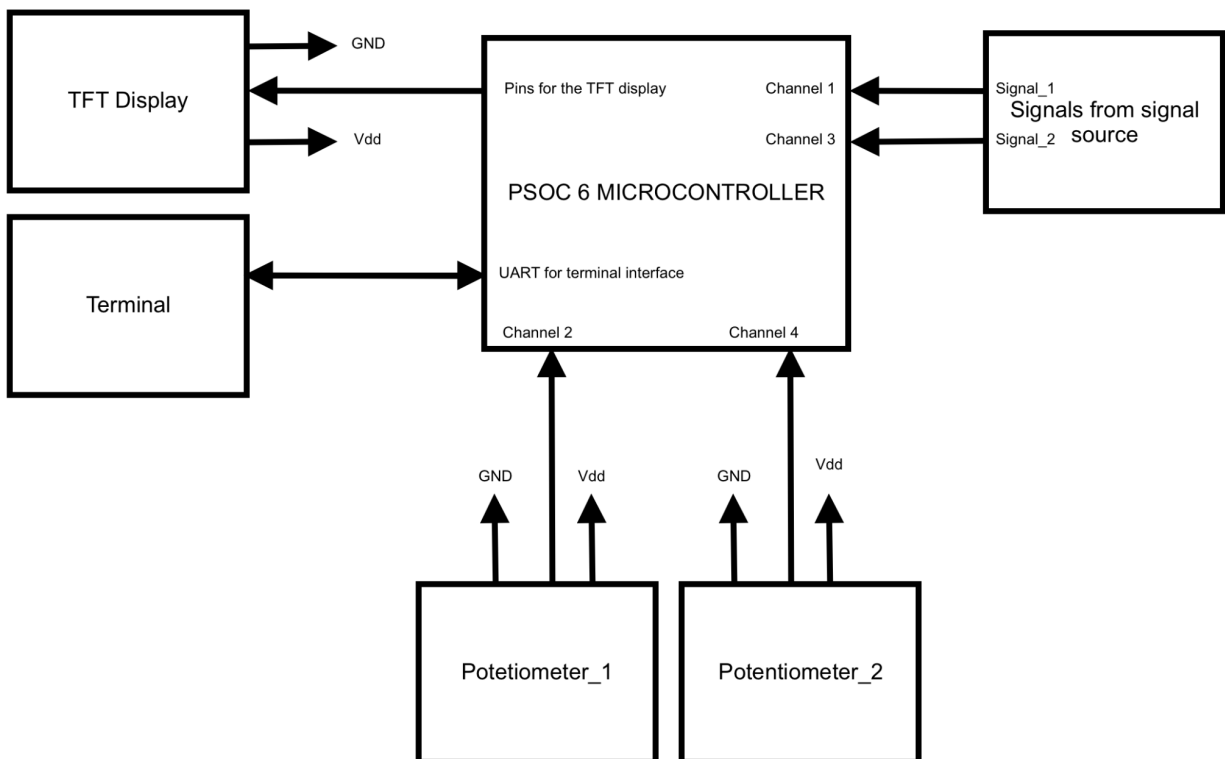 GND
TFT Display
Vdd
Pins for the TFT display
Channel 1
Channel 3
PSOC 6 MICROCONTROLLER
UART for terminal interface
Channel 2
Channel 4
Signal_1
Signals from signal
Signal_2
source
Terminal
GND
Vdd
GND
Vdd
Potetiometer_1
Potentiometer_2